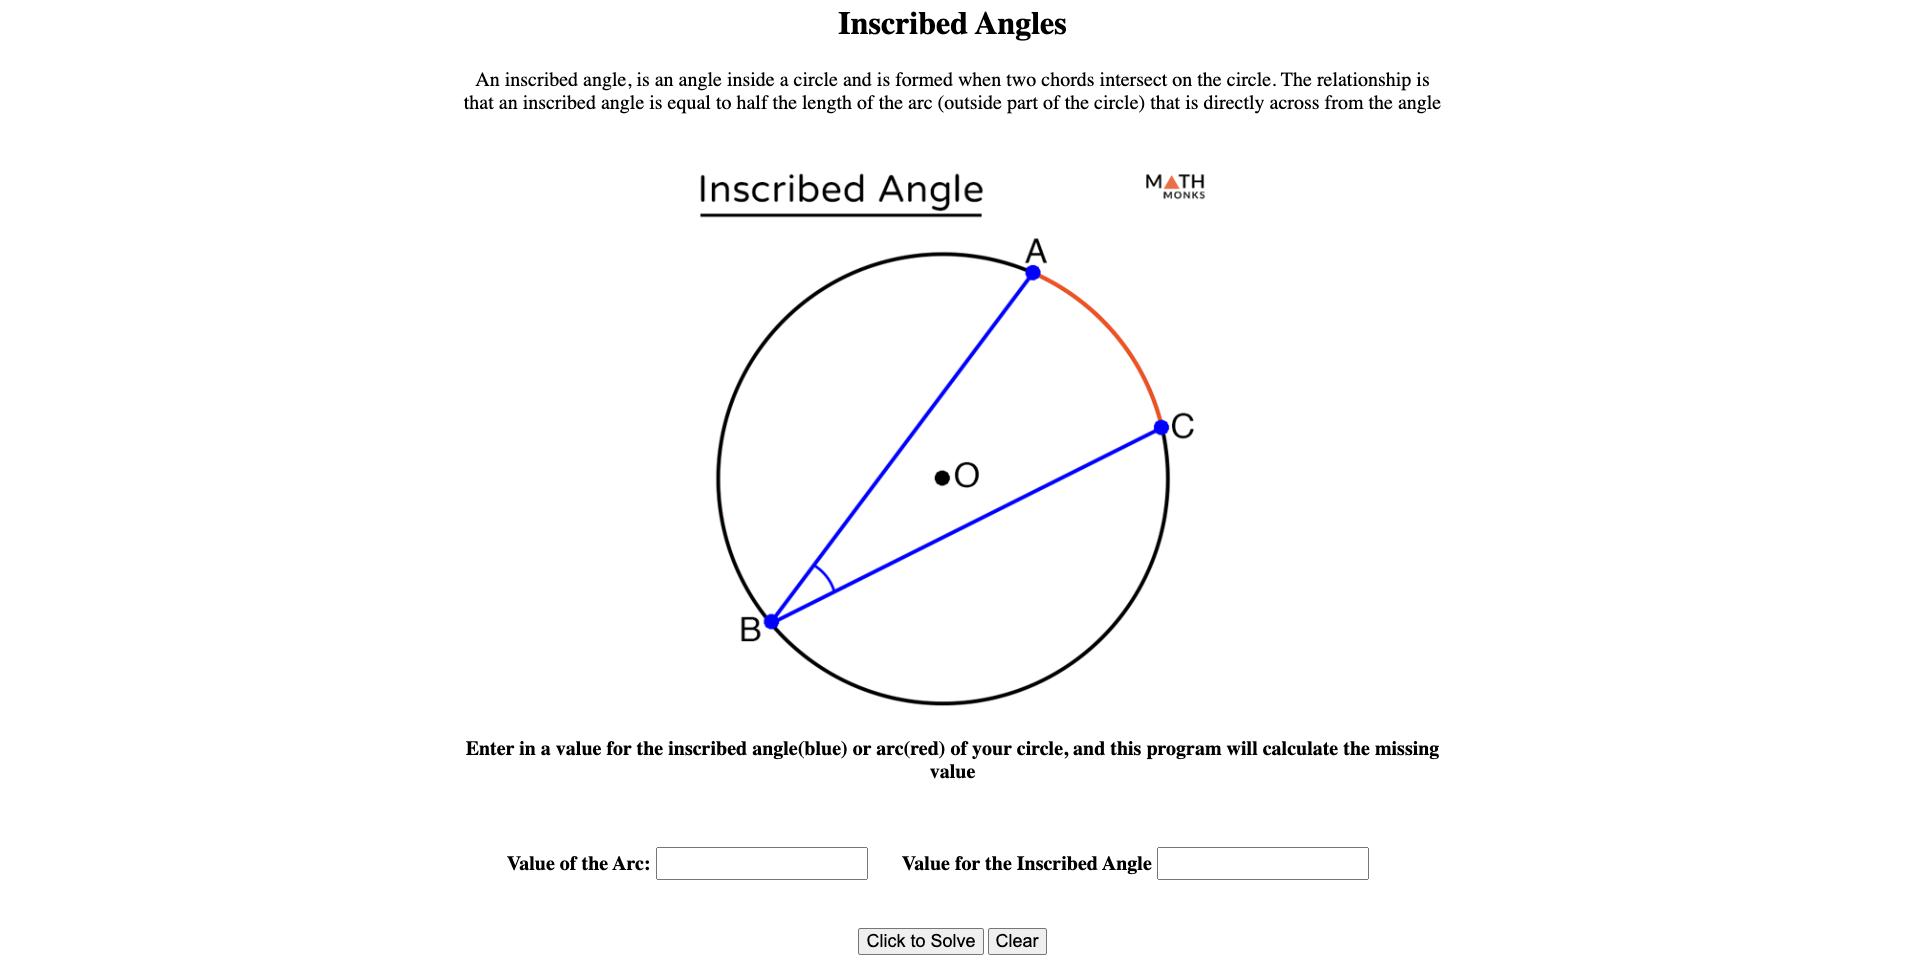 Inscribed Angles
An inscribed angle, is an angle inside a circle and is formed when two chords intersect on the circle. The relationship is
that an inscribed angle is equal to half the length of the arc (outside part of the circle) that is directly across from the angle
Inscribed Angle
MATH
MONKS
A
C
O
B
Enter in a value for the inscribed angle(blue) or arc(red) of your circle, and this program will calculate the missing
value
Value of the Arc: Value for the Inscribed Angle
Click to Solve Clear